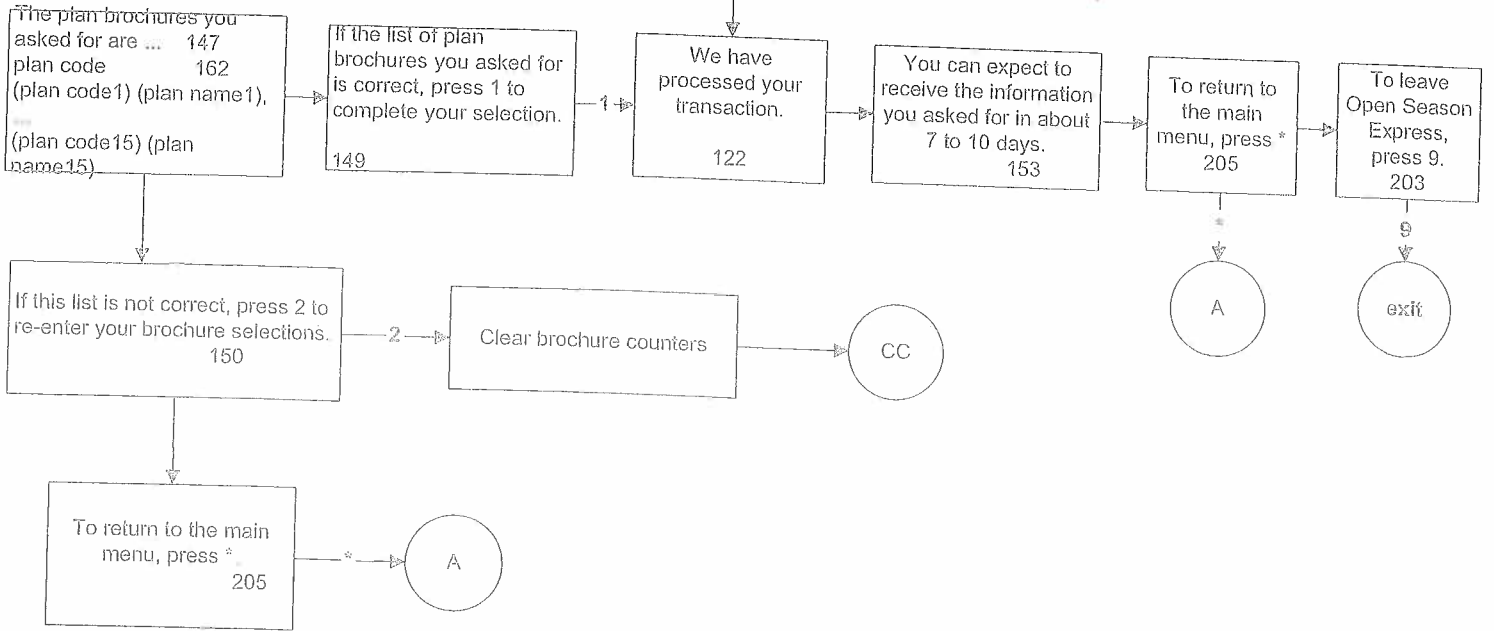 The plan brochures you
asked for are ... 147
plan code 162
(plan code1) (plan name1),
...
(plan code15) (plan
name15)
If the list of plan
brochures you asked for
is correct, press 1 to
complete your selection.
149
1
We have
processed your
transaction.
122
You can expect to
receive the information
you asked for in about
7 to 10 days.
153
To return to
the main
menu, press *
205
To leave
Open Season
Express,
press 9.
203
*
A
9
exit
If this list is not correct, press 2 to
re-enter your brochure selections.
150
2
Clear brochure counters
CC
To return to the main
menu, press *
205
*
A